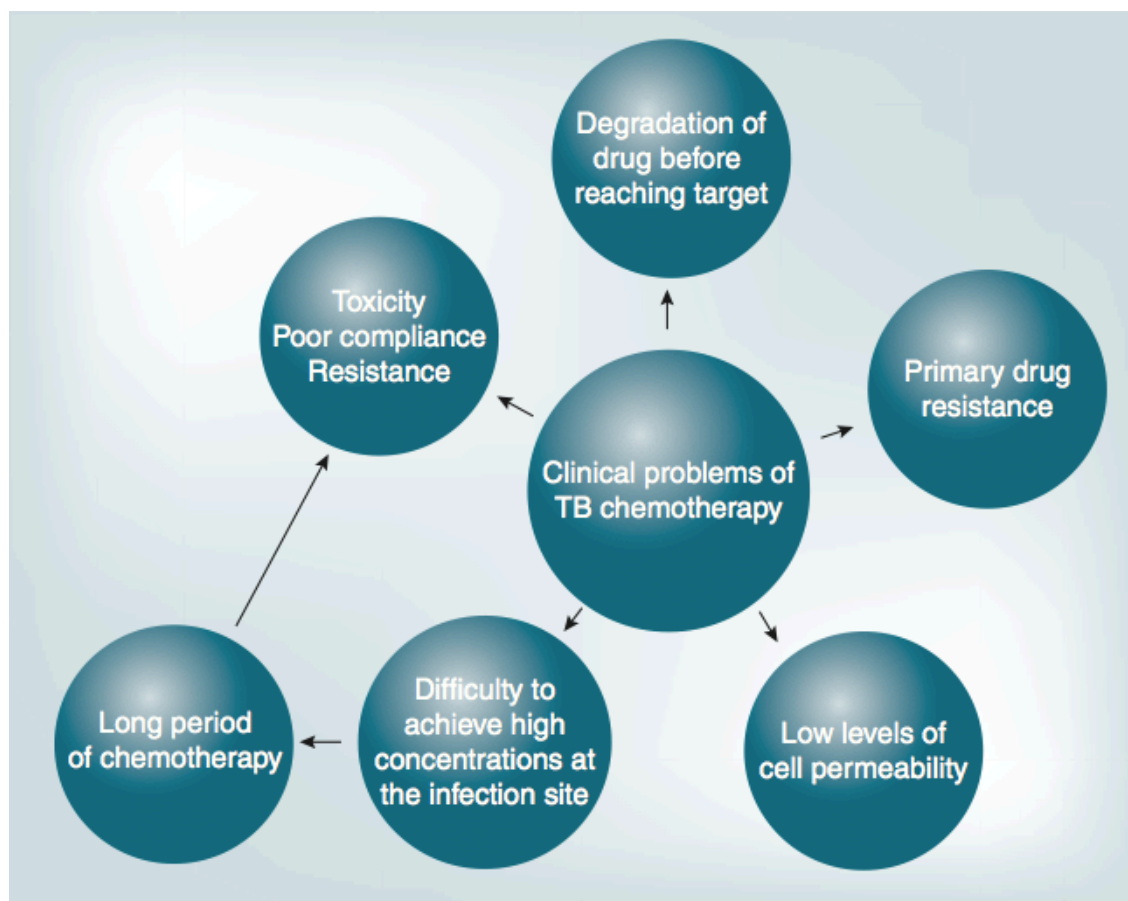 Degradation of
drug before
reaching target
Toxicity
Poor compliance
Resistance
Primary drug
resistance
Clinical problems of
TB chemotherapy
Long period
of chemotherapy
Difficulty to
achieve high
concentrations at
the infection site
Low levels of
cell permeability